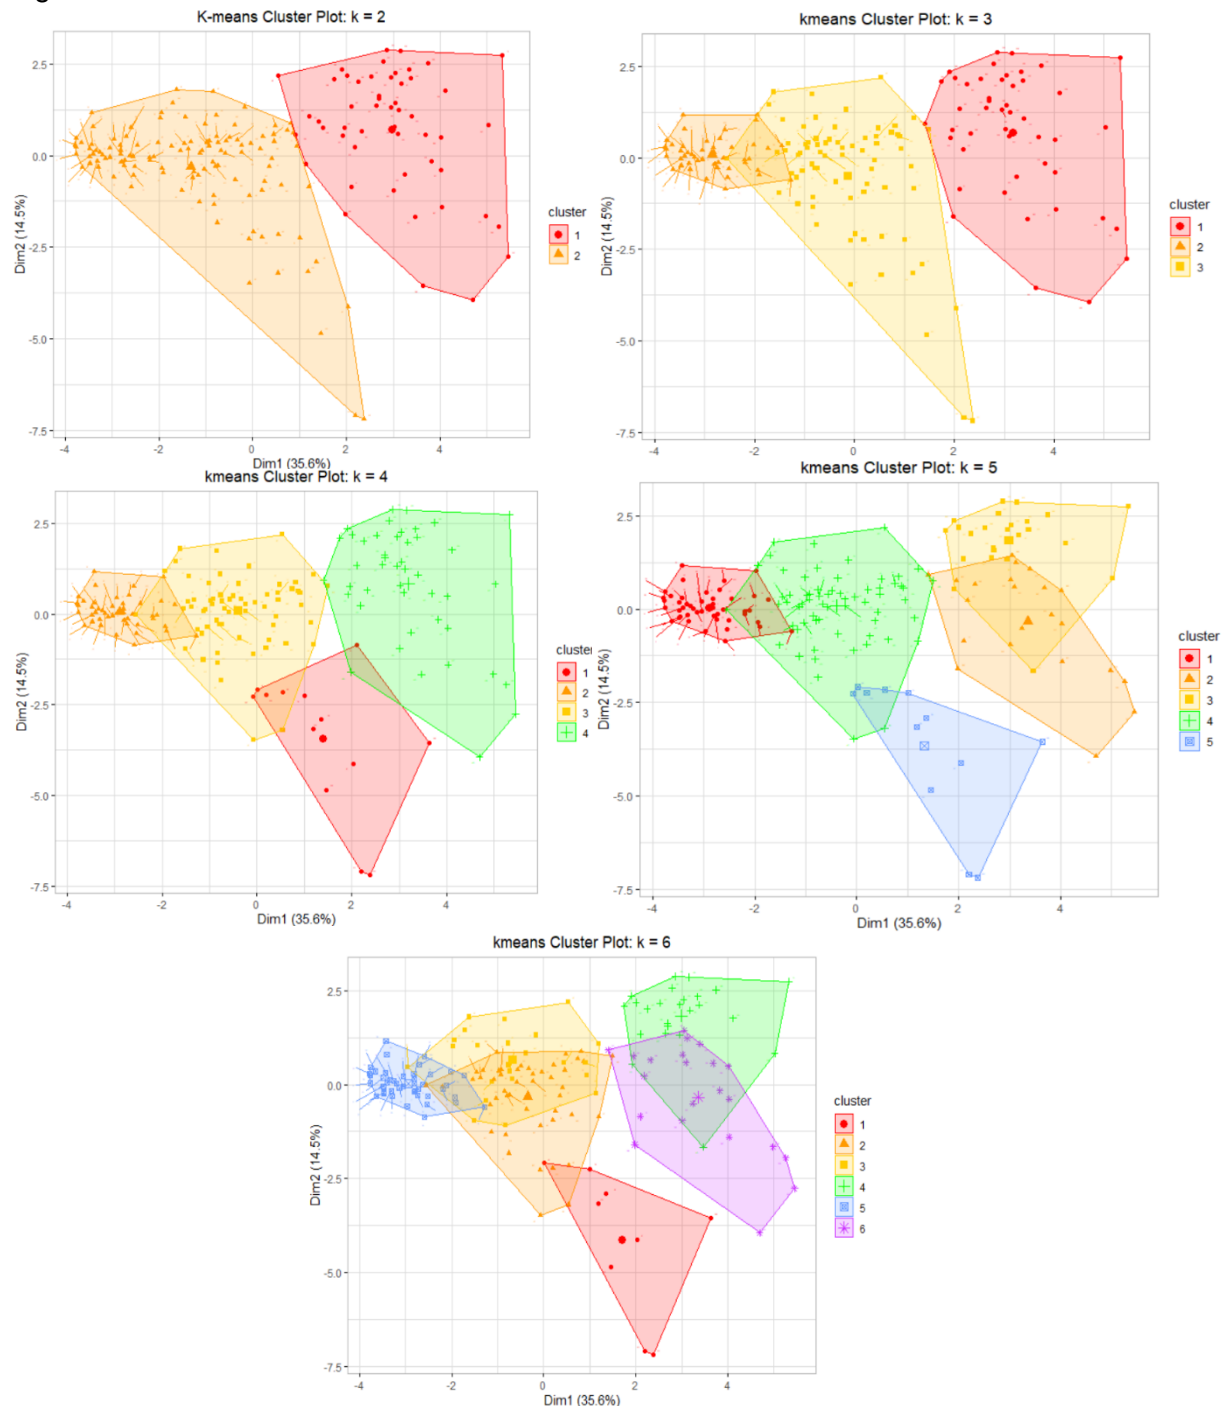 K-means Cluster Plot: k = 2
2.5
0.0
-2.5
-5.0
-7.5
Dim2 (14.5%)
-4 -2 0 2 4
Dim1 (35.6%)
cluster
1
2
kmeans Cluster Plot: k = 3
2.5
0.0
-2.5
-5.0
-7.5
Dim2 (14.5%)
-4 -2 0 2 4
cluster
1
2
3
kmeans Cluster Plot: k = 4
2.5
0.0
-2.5
-5.0
-7.5
Dim2 (14.5%)
-4 -2 0 2 4
Dim1 (35.6%)
cluster
1
2
3
4
kmeans Cluster Plot: k = 5
2.5
0.0
-2.5
-5.0
-7.5
Dim2 (14.5%)
-4 -2 0 2 4
Dim1 (35.6%)
cluster
1
2
3
4
5
kmeans Cluster Plot: k = 6
2.5
0.0
-2.5
-5.0
-7.5
Dim2 (14.5%)
-4 -2 0 2 4
Dim1 (35.6%)
cluster
1
2
3
4
5
6